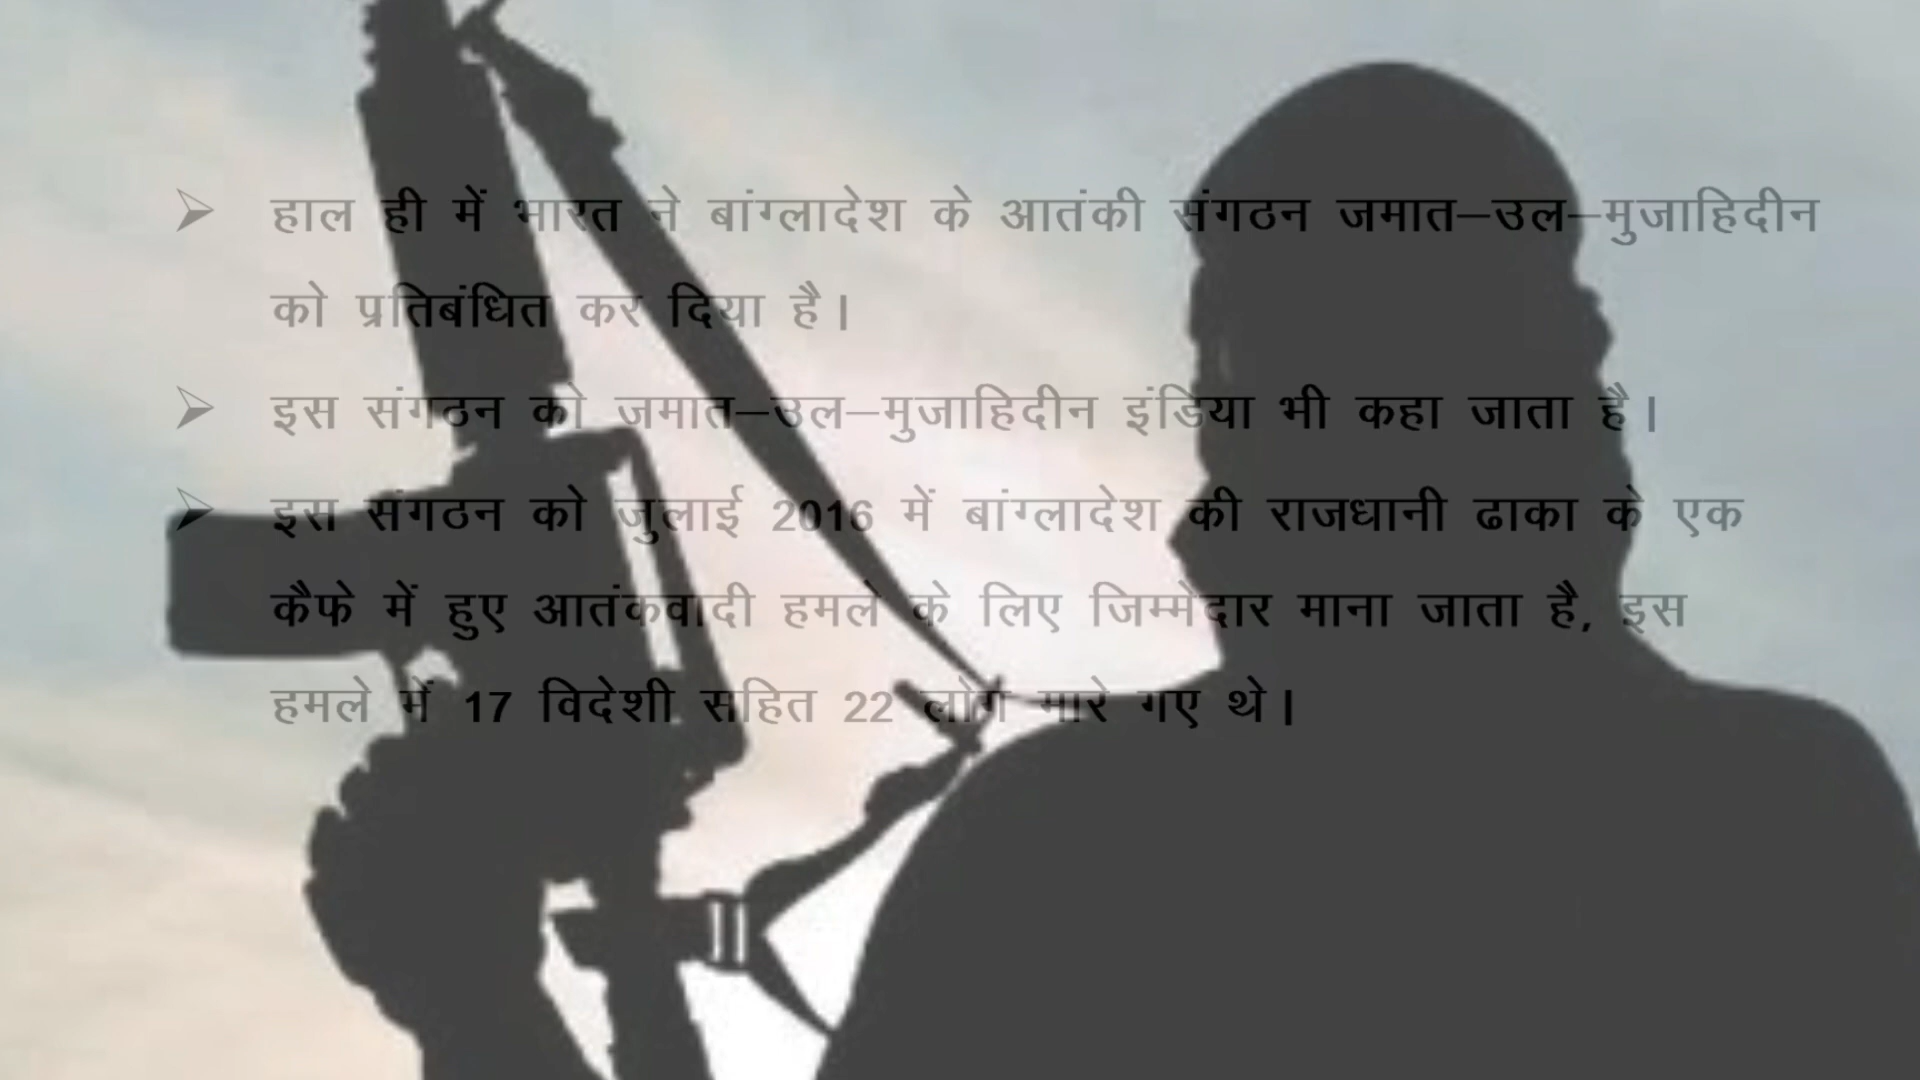 ➢ हाल ही में भारत ने बांग्लादेश के आतंकी संगठन जमात–उल–मुजाहिदीन
को प्रतिबंधित कर दिया है।
➢ इस संगठन को जमात–उल–मुजाहिदीन इंडिया भी कहा जाता है।
➢ इस संगठन को जुलाई 2016 में बांग्लादेश की राजधानी ढाका के एक
कैफे में हुए आतंकवादी हमले के लिए जिम्मेदार माना जाता है, इस
हमले में 17 विदेशी सहित 22 लोग मारे गए थे।